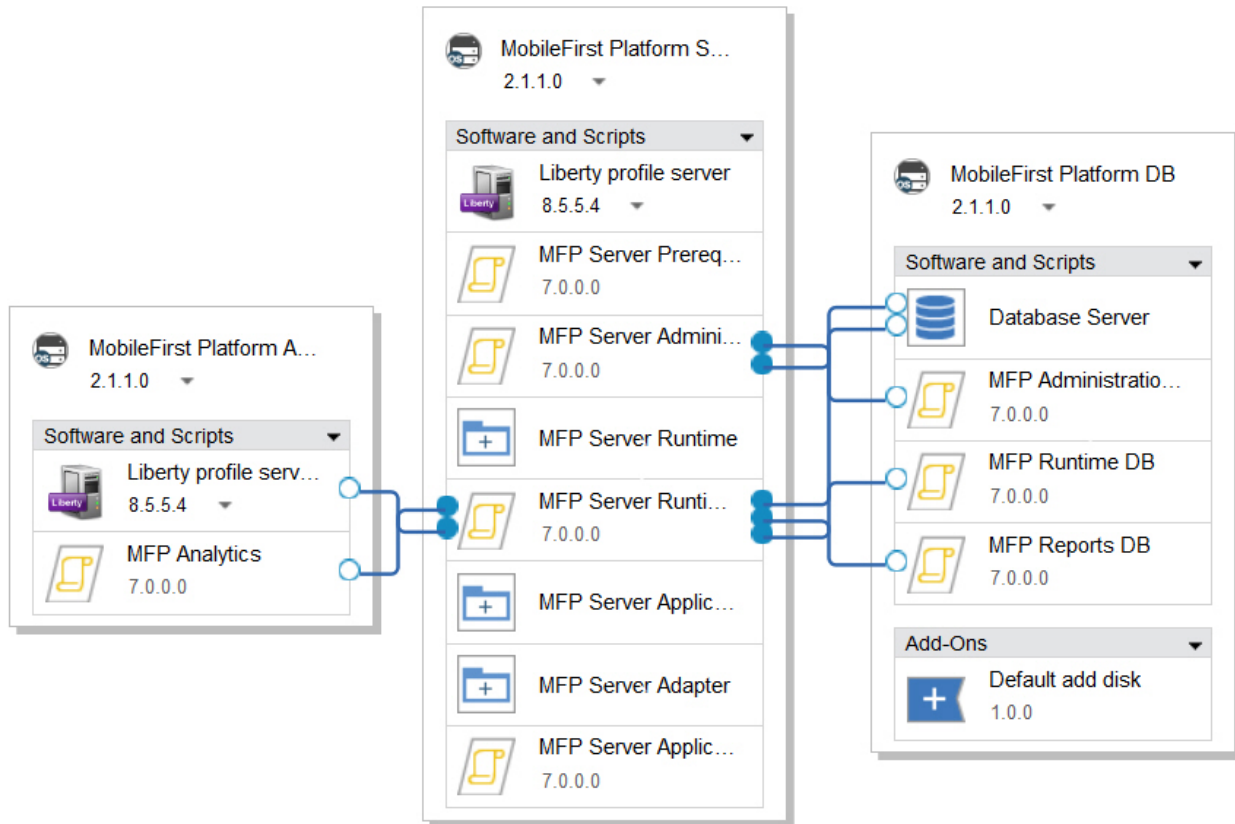 MobileFirst Platform A...
2.1.1.0
Software and Scripts
Liberty profile serv...
Liberty
8.5.5.4
MFP Analytics
7.0.0.0
MobileFirst Platform S...
2.1.1.0
Software and Scripts
Liberty profile server
Liberty
8.5.5.4
MFP Server Prereq...
7.0.0.0
MFP Server Admini...
7.0.0.0
MFP Server Runtime
MFP Server Runti...
7.0.0.0
MFP Server Applic...
MFP Server Adapter
MFP Server Applic...
7.0.0.0
MobileFirst Platform DB
2.1.1.0
Software and Scripts
Database Server
MFP Administratio...
7.0.0.0
MFP Runtime DB
7.0.0.0
MFP Reports DB
7.0.0.0
Add-Ons
Default add disk
1.0.0